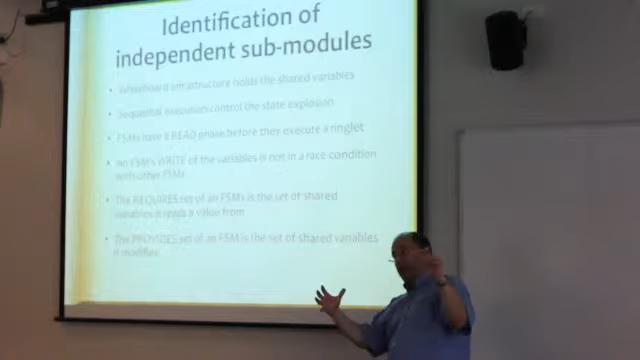 Identification of
independent sub-modules
Whiteboard infrastructure holds the shared variables
Sequential execution control the state explosion
FSMs have a READ phase before they execute a ringlet
An FSM's WRITE of the variables is not in a race condition
with other FSMs
The REQUIRES set of an FSMs is the set of shared
variables it reads a value from
The PROVIDES set of an FSM is the set of shared variables
it modifies